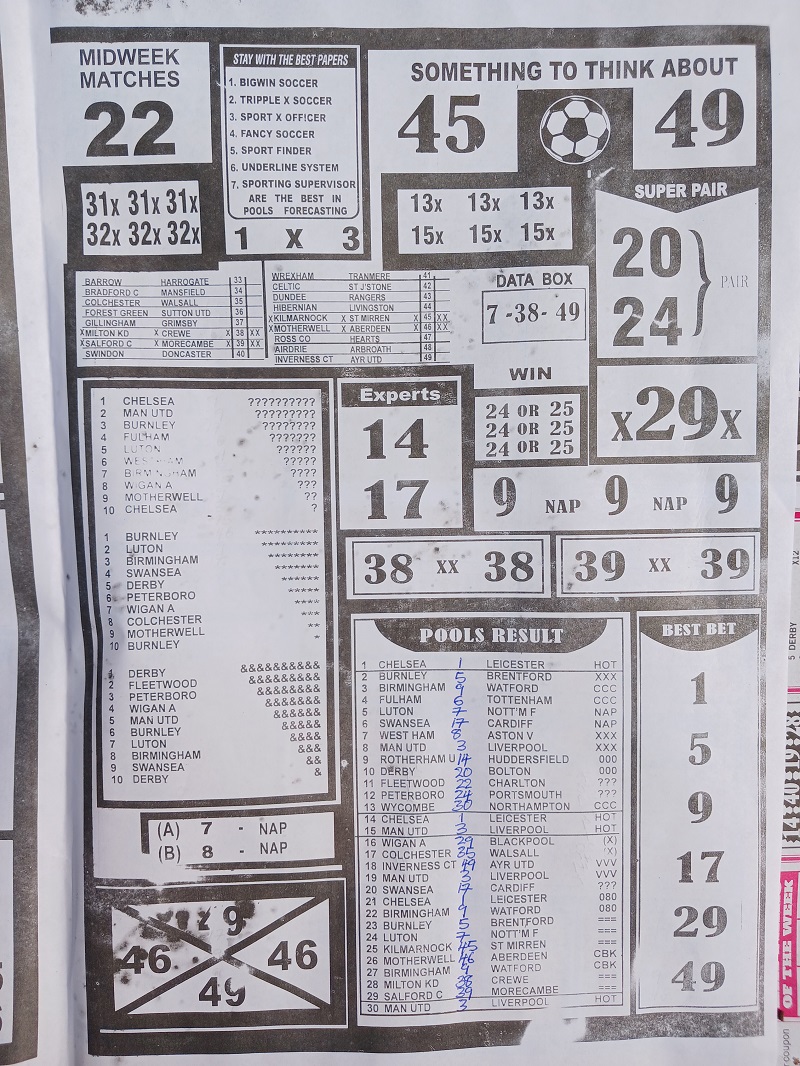 MIDWEEK
MATCHES
22
STAY WITH THE BEST PAPERS
1. BIGWIN SOCCER
2. TRIPPLE X SOCCER
3. SPORT X OFFICER
4. FANCY SOCCER
5. SPORT FINDER
6. UNDERLINE SYSTEM
7. SPORTING SUPERVISOR
ARE THE BEST IN
POOLS FORECASTING
1 X 3
SOMETHING TO THINK ABOUT
45 49
31x 31x 31x
32x 32x 32x
13x 13x 13x
15x 15x 15x
SUPER PAIR
20
24
PAIR
BARROW HARROGATE 33
BRADFORD C MANSFIELD 34
COLCHESTER WALSALL 35
FOREST GREEN SUTTON UTD 36
GILLINGHAM GRIMSBY 37
X MILTON KD X CREWE X 38 XX
X SALFORD C X MORECAMBE X 39 XX
SWINDON DONCASTER 40
WREXHAM TRANMERE 41
CELTIC ST J'STONE 42
DUNDEE RANGERS 43
HIBERNIAN LIVINGSTON 44
X KILMARNOCK X ST MIRREN X 45 XX
X MOTHERWELL X ABERDEEN X 46 XX
ROSS CO HEARTS 47
AIRDRIE ARBROATH 48
INVERNESS CT AYR UTD 49
DATA BOX
7 -38- 49
WIN
24 OR 25
24 OR 25
24 OR 25
x29x
1 CHELSEA ??????????
2 MAN UTD ?????????
3 BURNLEY ????????
4 FULHAM ???????
5 LUTON ??????
6 ?????
7 BIRMINGHAM ????
8 WIGAN A ???
9 MOTHERWELL ??
10 CHELSEA ?
1 BURNLEY **********
2 LUTON *********
3 BIRMINGHAM ********
4 SWANSEA *******
5 DERBY ******
6 PETERBORO *****
7 WIGAN A ****
8 COLCHESTER ***
9 MOTHERWELL **
10 BURNLEY *
1 DERBY &&&&&&&&&&
2 FLEETWOOD &&&&&&&&&
3 PETERBORO &&&&&&&&
4 WIGAN A &&&&&&&
5 MAN UTD &&&&&&
6 BURNLEY &&&&&
7 LUTON &&&&
8 BIRMINGHAM &&&
9 SWANSEA &&
10 DERBY &
Experts
14
17
9 NAP 9 NAP 9
38 XX 38
39 XX 39
(A) 7 - NAP
(B) 8 - NAP
9
46 46
49
POOLS RESULT
1 CHELSEA 1 LEICESTER HOT
2 BURNLEY 5 BRENTFORD XXX
3 BIRMINGHAM 9 WATFORD CCC
4 FULHAM 6 TOTTENHAM CCC
5 LUTON 7 NOTT'M F NAP
6 SWANSEA 17 CARDIFF NAP
7 WEST HAM 8 ASTON V XXX
8 MAN UTD 3 LIVERPOOL XXX
9 ROTHERHAM U 14 HUDDERSFIELD 000
10 DERBY 20 BOLTON 000
11 FLEETWOOD 22 CHARLTON ???
12 PETERBORO 24 PORTSMOUTH ???
13 WYCOMBE 30 NORTHAMPTON CCC
14 CHELSEA 1 LEICESTER HOT
15 MAN UTD 3 LIVERPOOL HOT
16 WIGAN A 29 BLACKPOOL (X)
17 COLCHESTER 35 WALSALL (X)
18 INVERNESS CT 49 AYR UTD VVV
19 MAN UTD 3 LIVERPOOL VVV
20 SWANSEA 17 CARDIFF ???
21 CHELSEA 1 LEICESTER 080
22 BIRMINGHAM 9 WATFORD 080
23 BURNLEY 5 BRENTFORD ===
24 LUTON 7 NOTT'M F ===
25 KILMARNOCK 45 ST MIRREN ===
26 MOTHERWELL 46 ABERDEEN CBK
27 BIRMINGHAM 9 WATFORD CBK
28 MILTON KD 38 CREWE ===
29 SALFORD C 39 MORECAMBE ===
30 MAN UTD 3 LIVERPOOL HOT
BEST BET
1
5
9
17
29
49
5 DERBY X12
OF THE WEEK
coupon